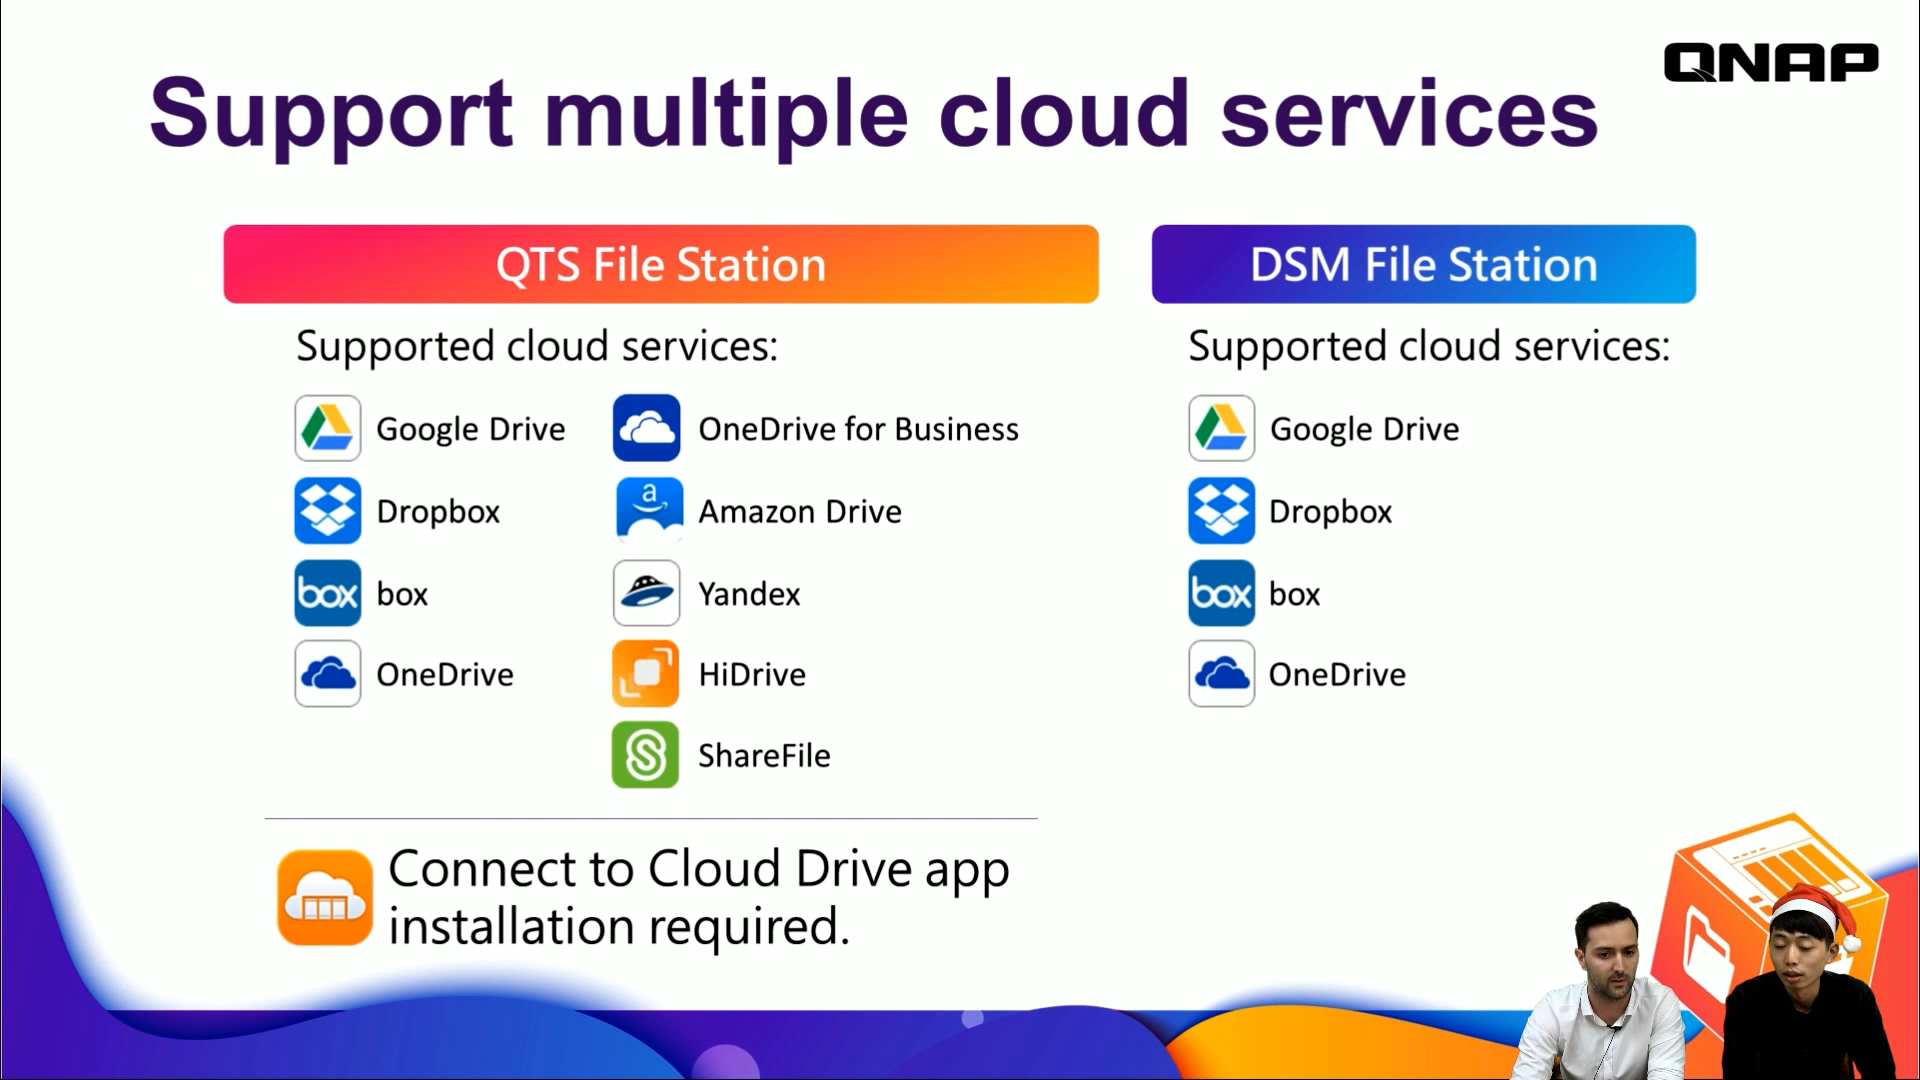 QNAP
Support multiple cloud services
QTS File Station
Supported cloud services:
Google Drive
Dropbox
box box
OneDrive
OneDrive for Business
a Amazon Drive
Yandex
HiDrive
ShareFile
Connect to Cloud Drive app
installation required.
DSM File Station
Supported cloud services:
Google Drive
Dropbox
box box
OneDrive